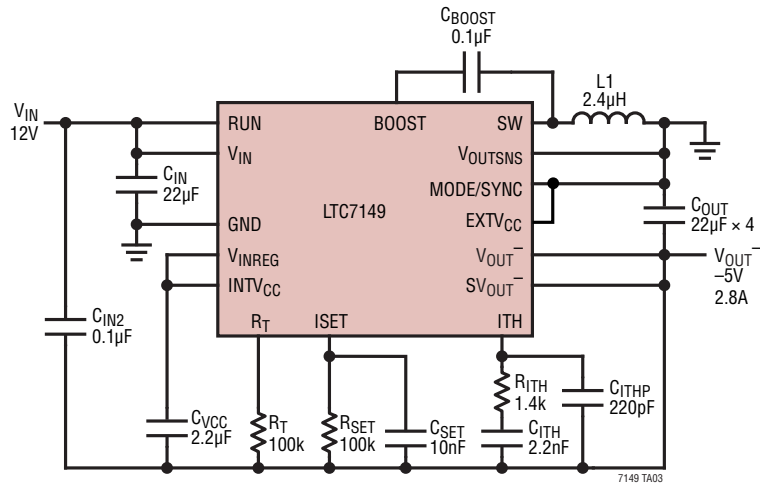 CBOOST
0.1µF
L1
2.4µH
VIN
12V
RUN
BOOST
SW
VIN
VOUTSNS
CIN
22µF
MODE/SYNC
LTC7149
COUT
22µF × 4
GND
EXTVCC
VINREG
VOUT–
VOUT–
–5V
2.8A
INTVCC
SVOUT–
CIN2
0.1µF
RT
ISET
ITH
RITH
1.4k
CITHP
220pF
CVCC
2.2µF
RT
100k
RSET
100k
CSET
10nF
CITH
2.2nF
7149 TA03